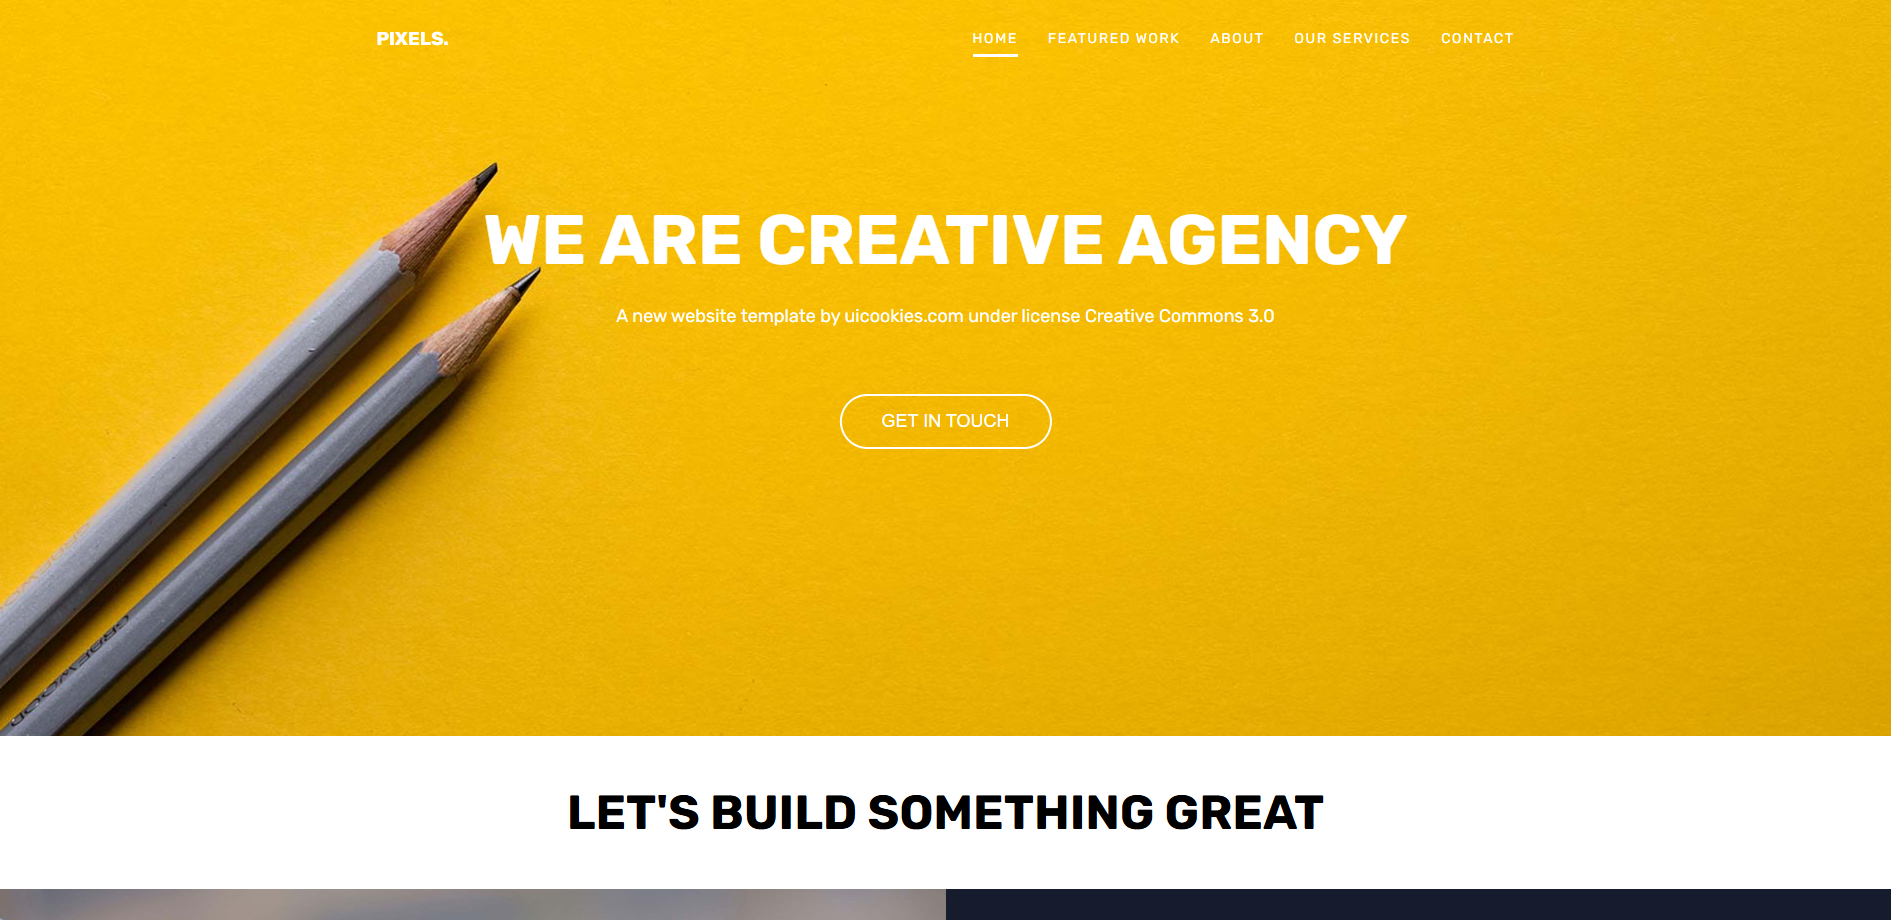 PIXELS.
HOME FEATURED WORK ABOUT OUR SERVICES CONTACT
WE ARE CREATIVE AGENCY
A new website template by uicookies.com under license Creative Commons 3.0
GET IN TOUCH
LET'S BUILD SOMETHING GREAT